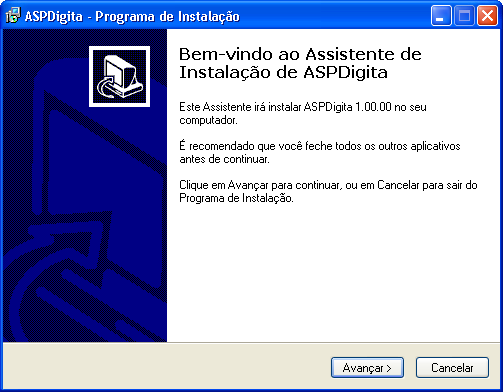 ASPDigita - Programa de Instalação
Bem-vindo ao Assistente de
Instalação de ASPDigita
Este Assistente irá instalar ASPDigita 1.00.00 no seu
computador.
É recomendado que você feche todos os outros aplicativos
antes de continuar.
Clique em Avançar para continuar, ou em Cancelar para sair do
Programa de Instalação.
Avançar >
Cancelar